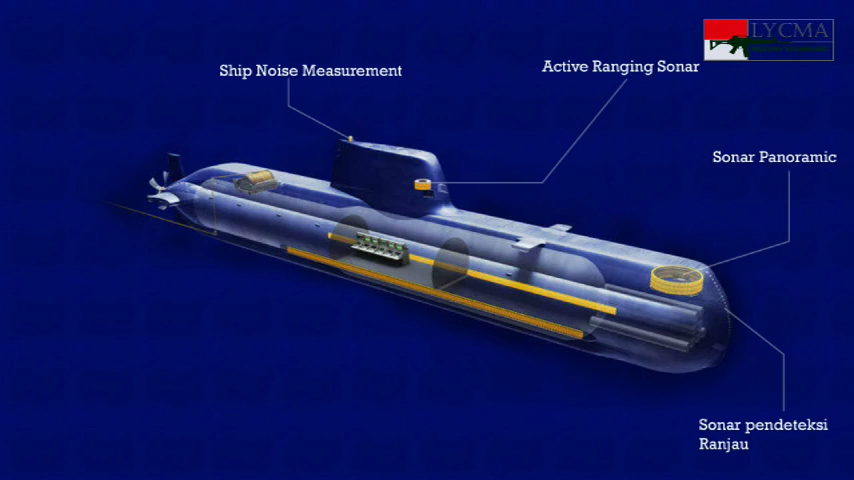 LYCMA
Ship Noise Measurement
Active Ranging Sonar
Sonar Panoramic
Sonar pendeteksi
Ranjau